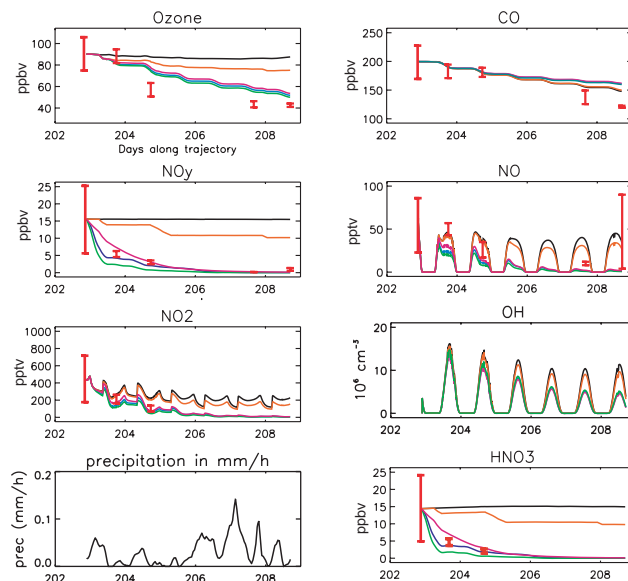 Ozone
ppbv
100
80
60
40
202 204 206 208
Days along trajectory
CO
ppbv
250
200
150
100
202 204 206 208
NOy
ppbv
25
20
15
10
5
0
202 204 206 208
NO
pptv
100
50
0
202 204 206 208
NO2
pptv
1000
800
600
400
200
0
202 204 206 208
OH
10⁶ cm⁻³
20
10
0
202 204 206 208
precipitation in mm/h
prec (mm/h)
0.2
0.1
0.0
202 204 206 208
HNO3
ppbv
25
20
15
10
5
0
202 204 206 208